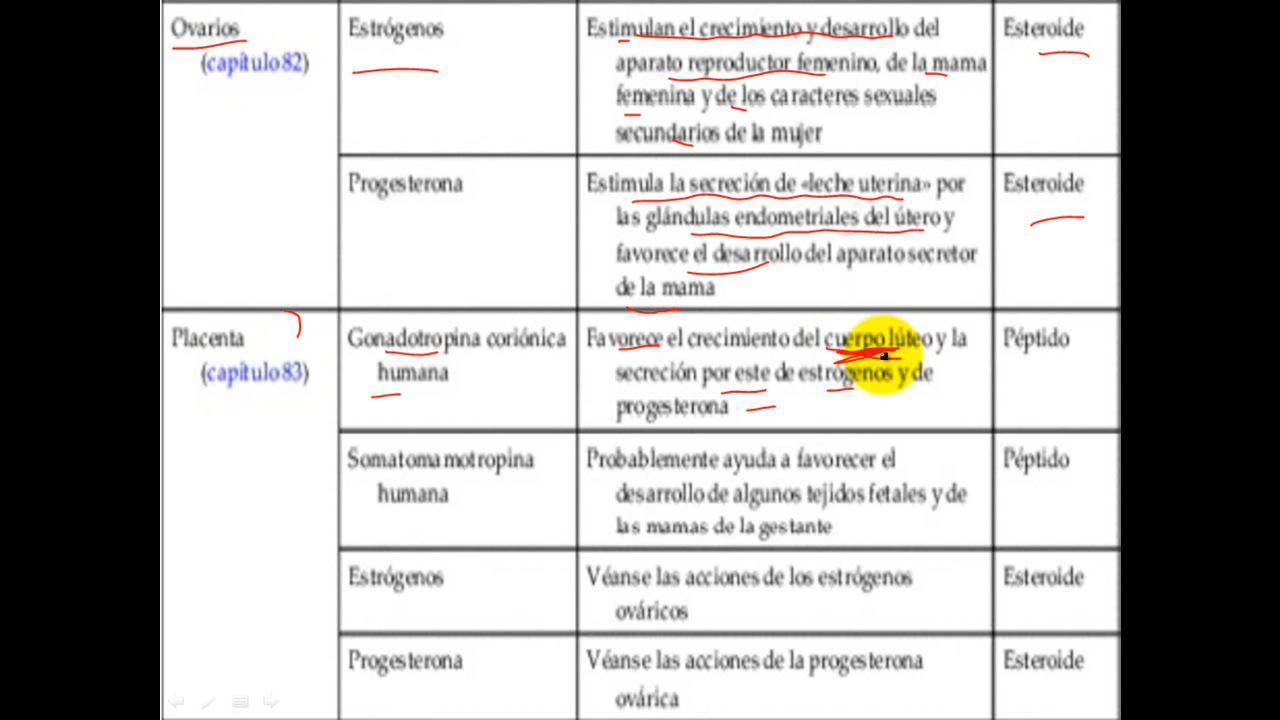 Ovarios
(capítulo 82)
Estrógenos
Estimulan el crecimiento y desarrollo del
aparato reproductor femenino, de la mama
femenina y de los caracteres sexuales
secundarios de la mujer
Esteroide
Progesterona
Estimula la secreción de «leche uterina» por
las glándulas endometriales del útero y
favorece el desarrollo del aparato secretor
de la mama
Esteroide
Placenta
(capítulo 83)
Gonadotropina coriónica
humana
Favorece el crecimiento del cuerpo lúteo y la
secreción por este de estrógenos y de
progesterona
Péptido
Somatomamotropina
humana
Probablemente ayuda a favorecer el
desarrollo de algunos tejidos fetales y de
las mamas de la gestante
Péptido
Estrógenos
Véanse las acciones de los estrógenos
ováricos
Esteroide
Progesterona
Véanse las acciones de la progesterona
ovárica
Esteroide